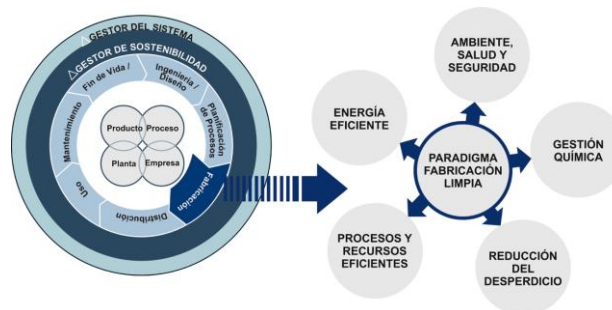 △GESTOR DEL SISTEMA
△GESTOR DE SOSTENIBILIDAD
Fin de Vida /
Ingeniería /
Diseño
Planificación
de Procesos
Fabricación
Distribución
Uso
Mantenimiento
Producto
Proceso
Planta
Empresa
AMBIENTE,
SALUD Y
SEGURIDAD
ENERGÍA
EFICIENTE
PARADIGMA
FABRICACIÓN
LIMPIA
GESTIÓN
QUÍMICA
PROCESOS Y
RECURSOS
EFICIENTES
REDUCCIÓN
DEL
DESPERDICIO